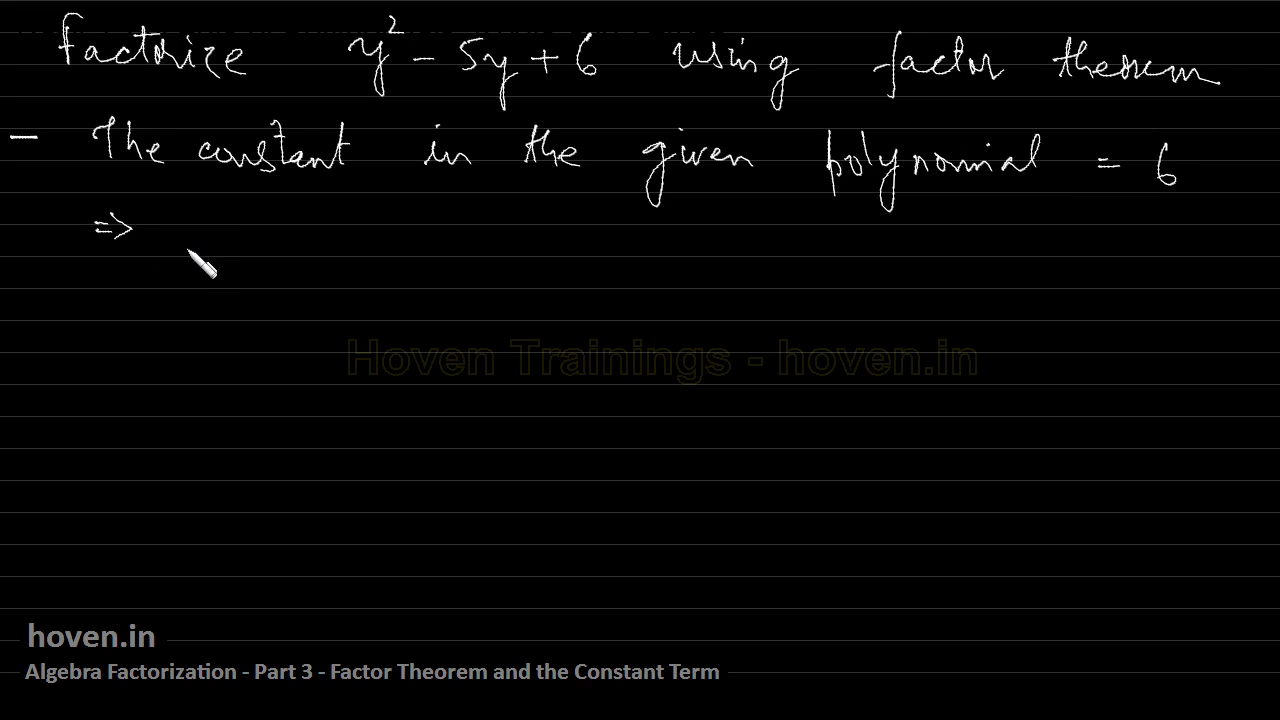 Factorize y² - 5y + 6 using factor theorem
- The constant in the given polynomial = 6
=>
Hoven Trainings - hoven.in
hoven.in
Algebra Factorization - Part 3 - Factor Theorem and the Constant Term